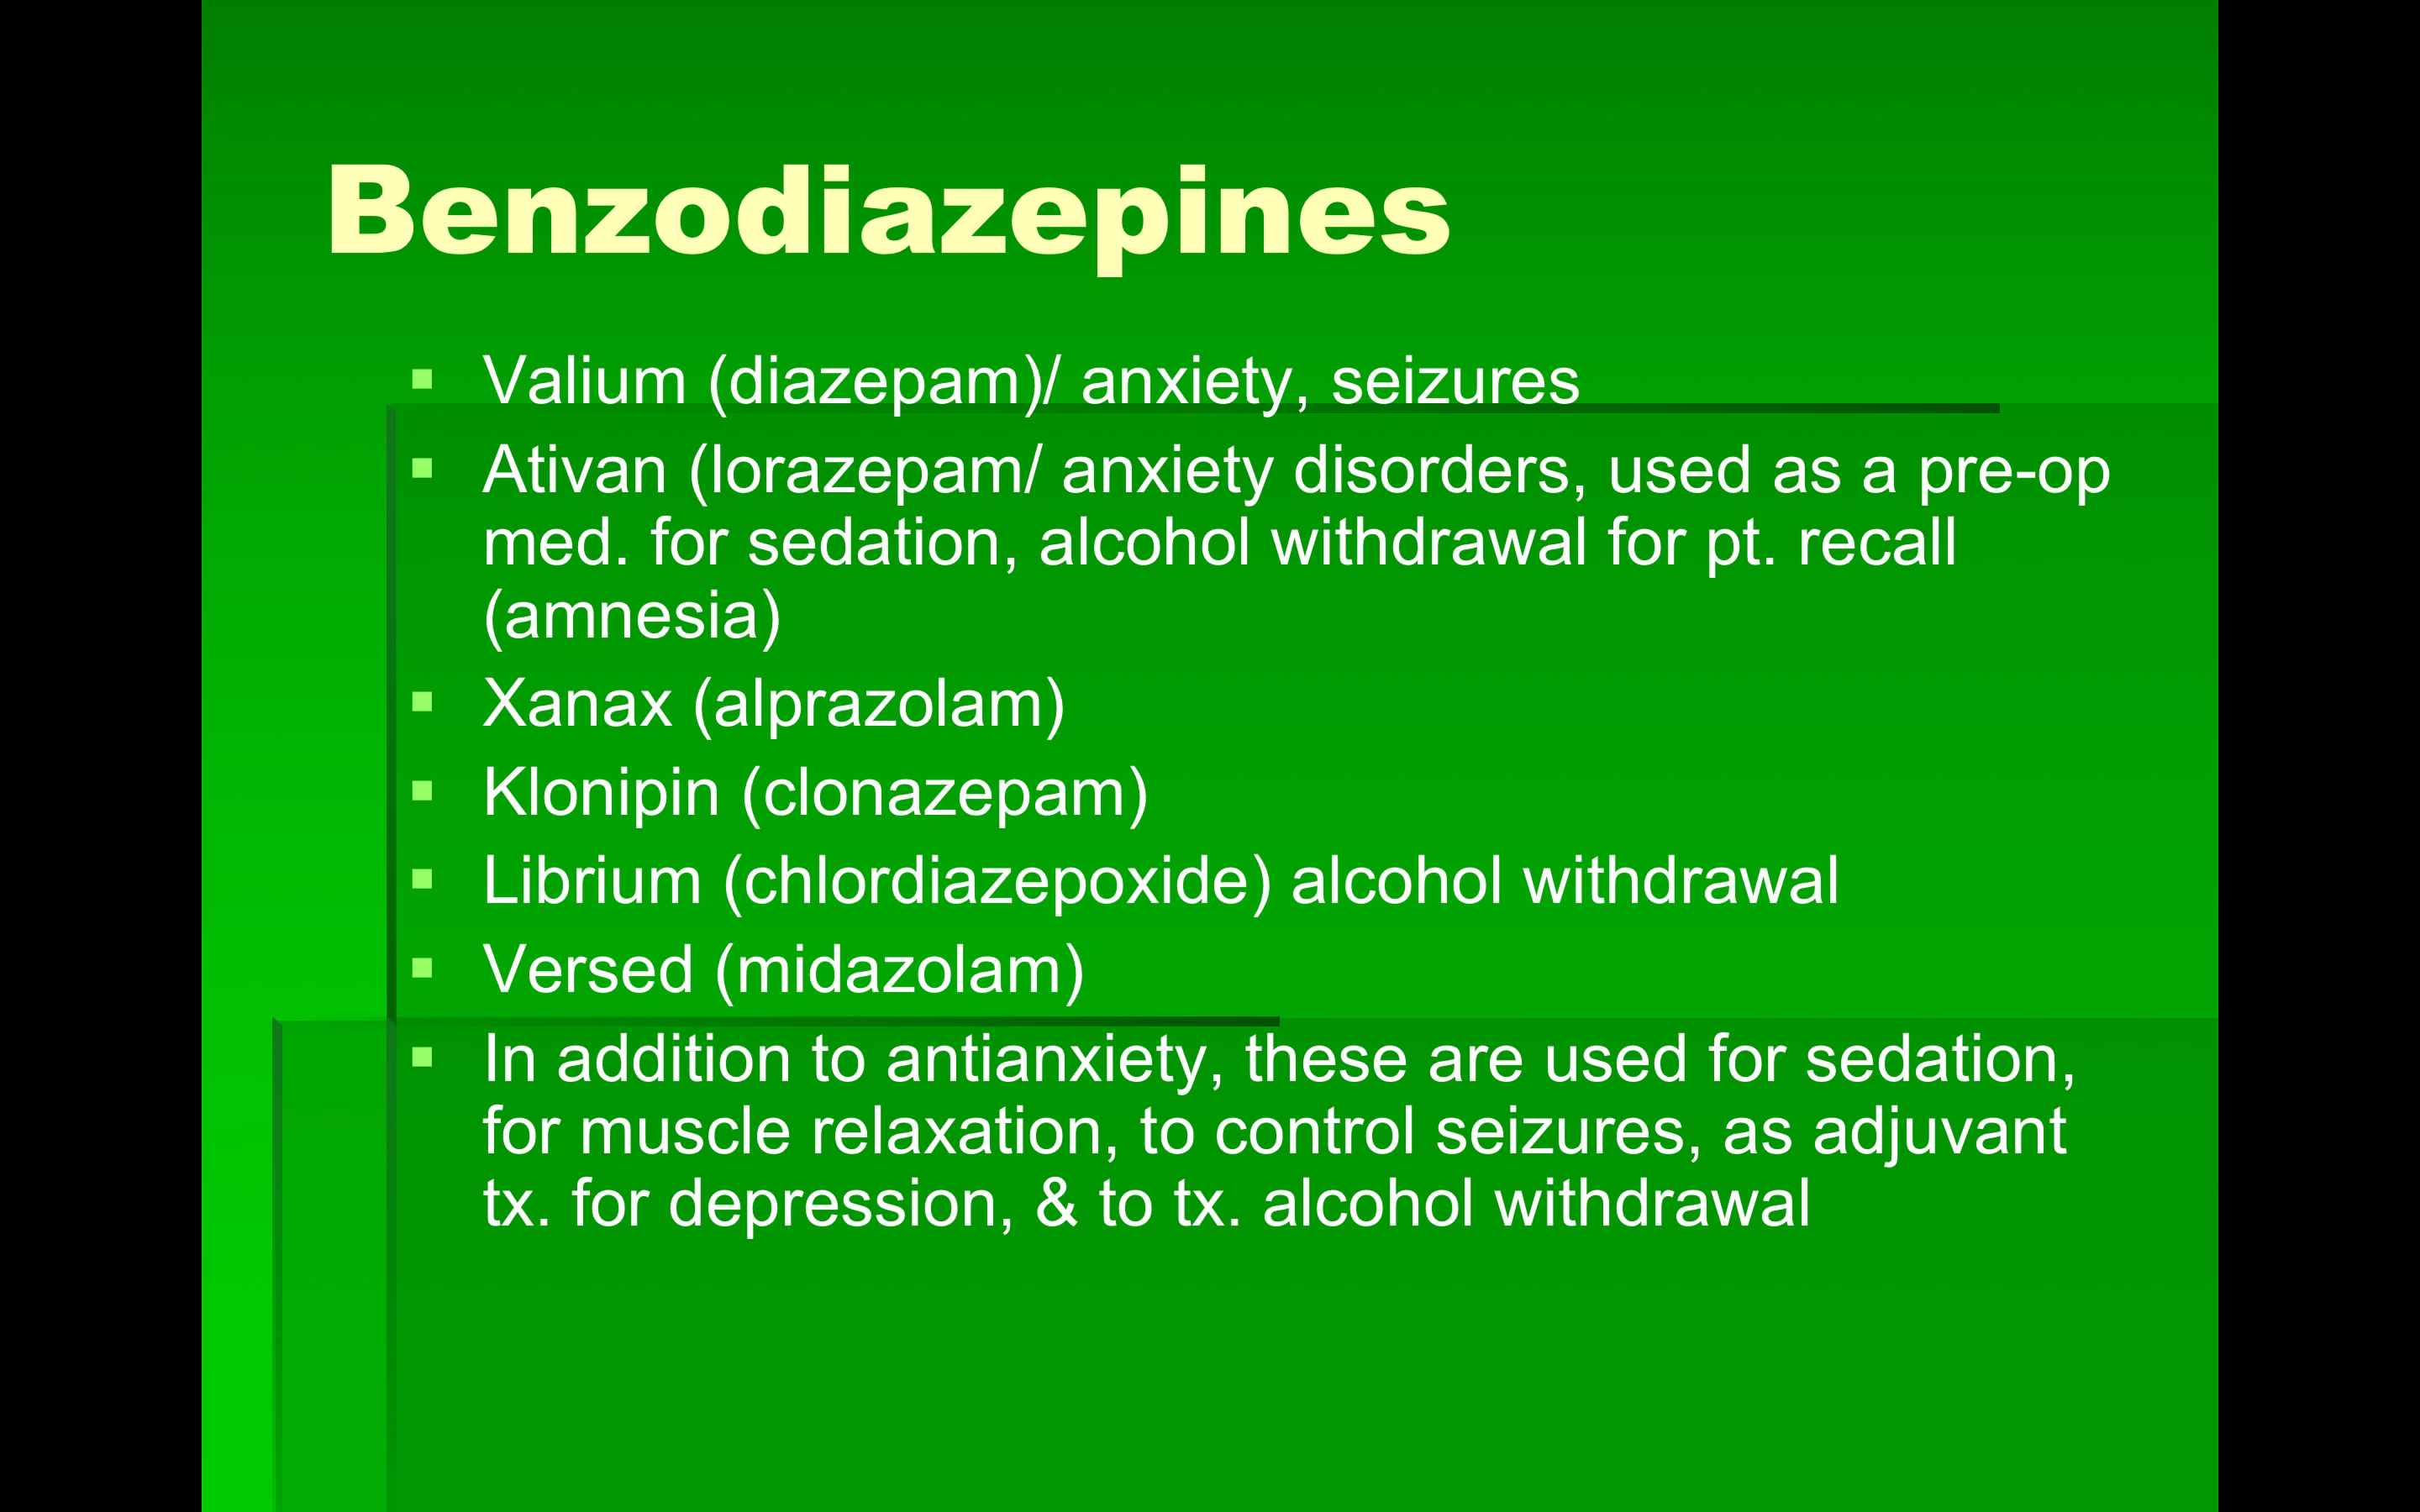 Benzodiazepines
Valium (diazepam)/ anxiety, seizures
Ativan (lorazepam/ anxiety disorders, used as a pre-op
med. for sedation, alcohol withdrawal for pt. recall
(amnesia)
Xanax (alprazolam)
Klonipin (clonazepam)
Librium (chlordiazepoxide) alcohol withdrawal
Versed (midazolam)
In addition to antianxiety, these are used for sedation,
for muscle relaxation, to control seizures, as adjuvant
tx. for depression, & to tx. alcohol withdrawal